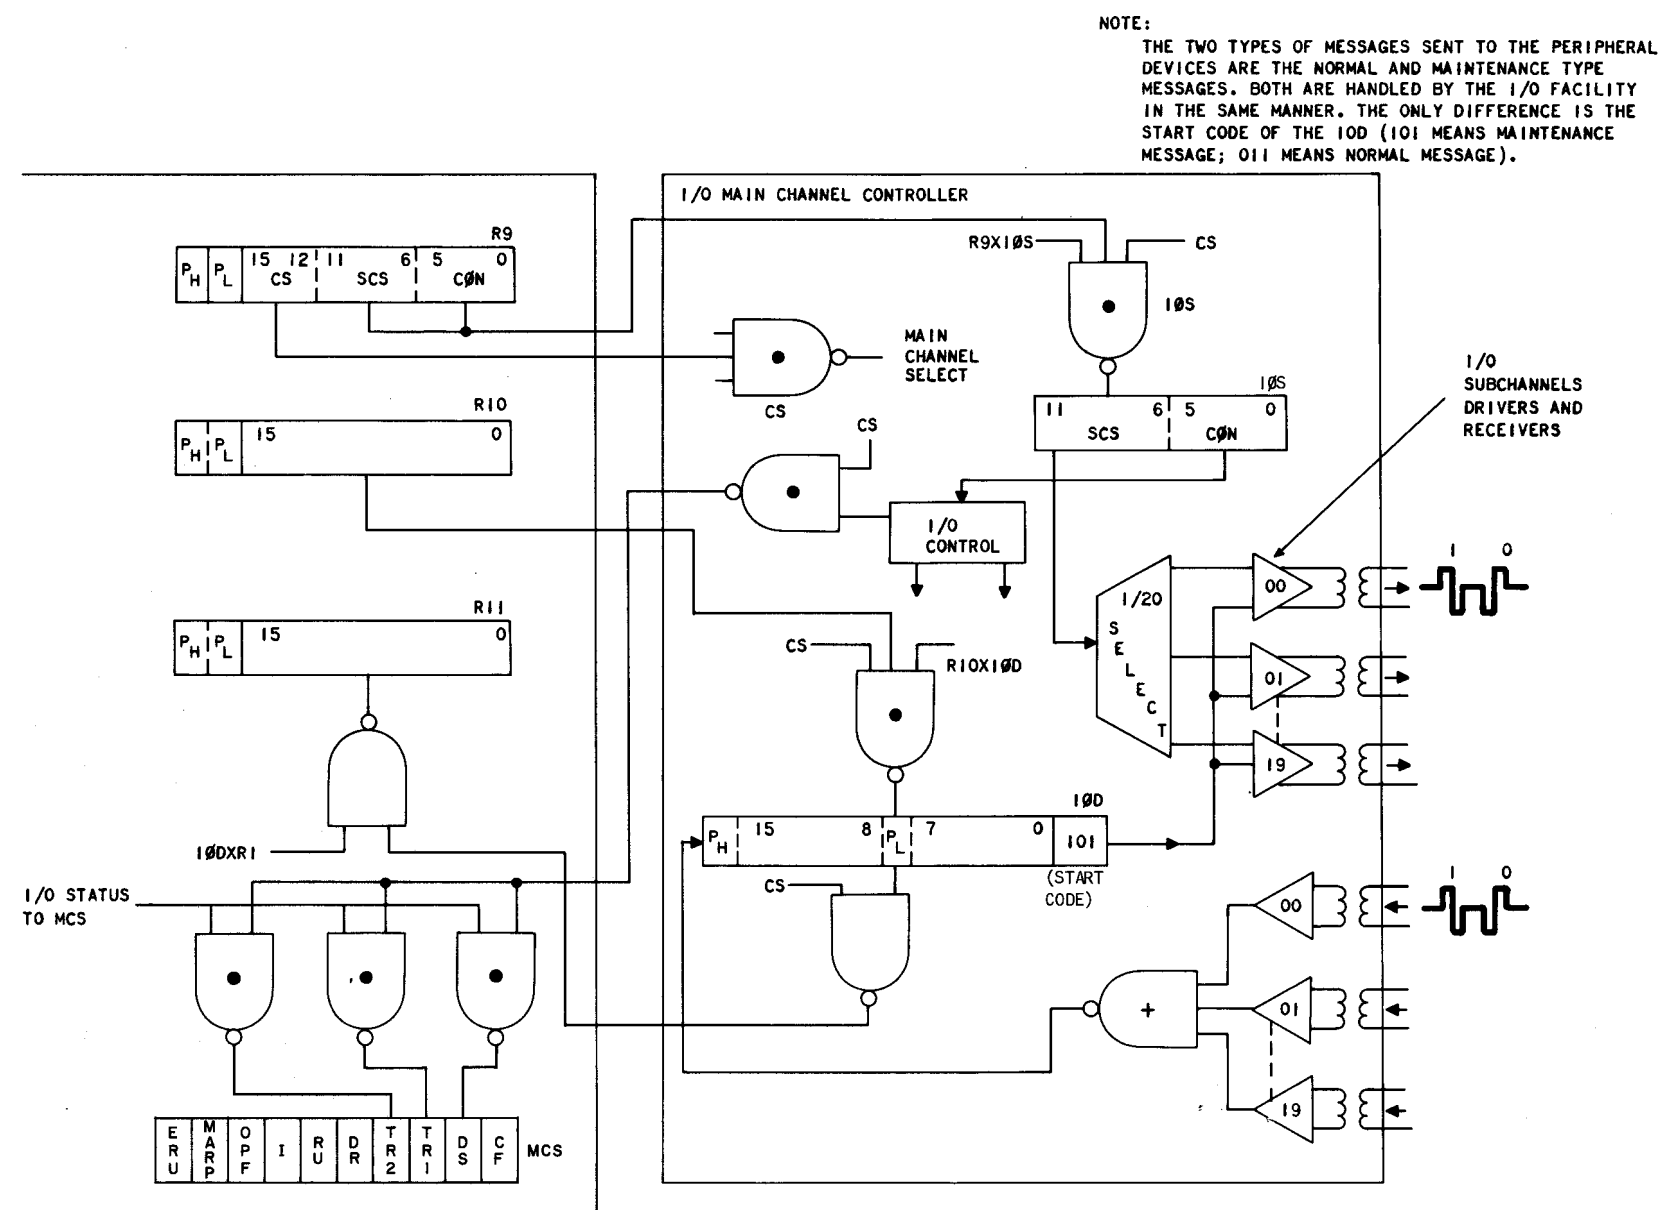 NOTE:
THE TWO TYPES OF MESSAGES SENT TO THE PERIPHERAL
DEVICES ARE THE NORMAL AND MAINTENANCE TYPE
MESSAGES. BOTH ARE HANDLED BY THE I/O FACILITY
IN THE SAME MANNER. THE ONLY DIFFERENCE IS THE
START CODE OF THE IOD (101 MEANS MAINTENANCE
MESSAGE; 011 MEANS NORMAL MESSAGE).
I/O MAIN CHANNEL CONTROLLER
R9
PH PL 15 12 11 6 5 0
CS SCS CØN
R9XIØS
CS
IØS
MAIN
CHANNEL
SELECT
CS
I/O
SUBCHANNELS
DRIVERS AND
RECEIVERS
IØS
11 6 5 0
SCS CØN
R10
PH PL 15 0
CS
I/O
CONTROL
1/20
SELECT
00
1 0
01
19
R11
PH PL 15 0
CS
R10XIØD
IØD
PH 15 8 PL 7 0 101
(START
CODE)
CS
IØDXR1
I/O STATUS
TO MCS
00
1 0
01
+
19
ERU MARP OPF I RU DR TR2 TR1 DS CF MCS